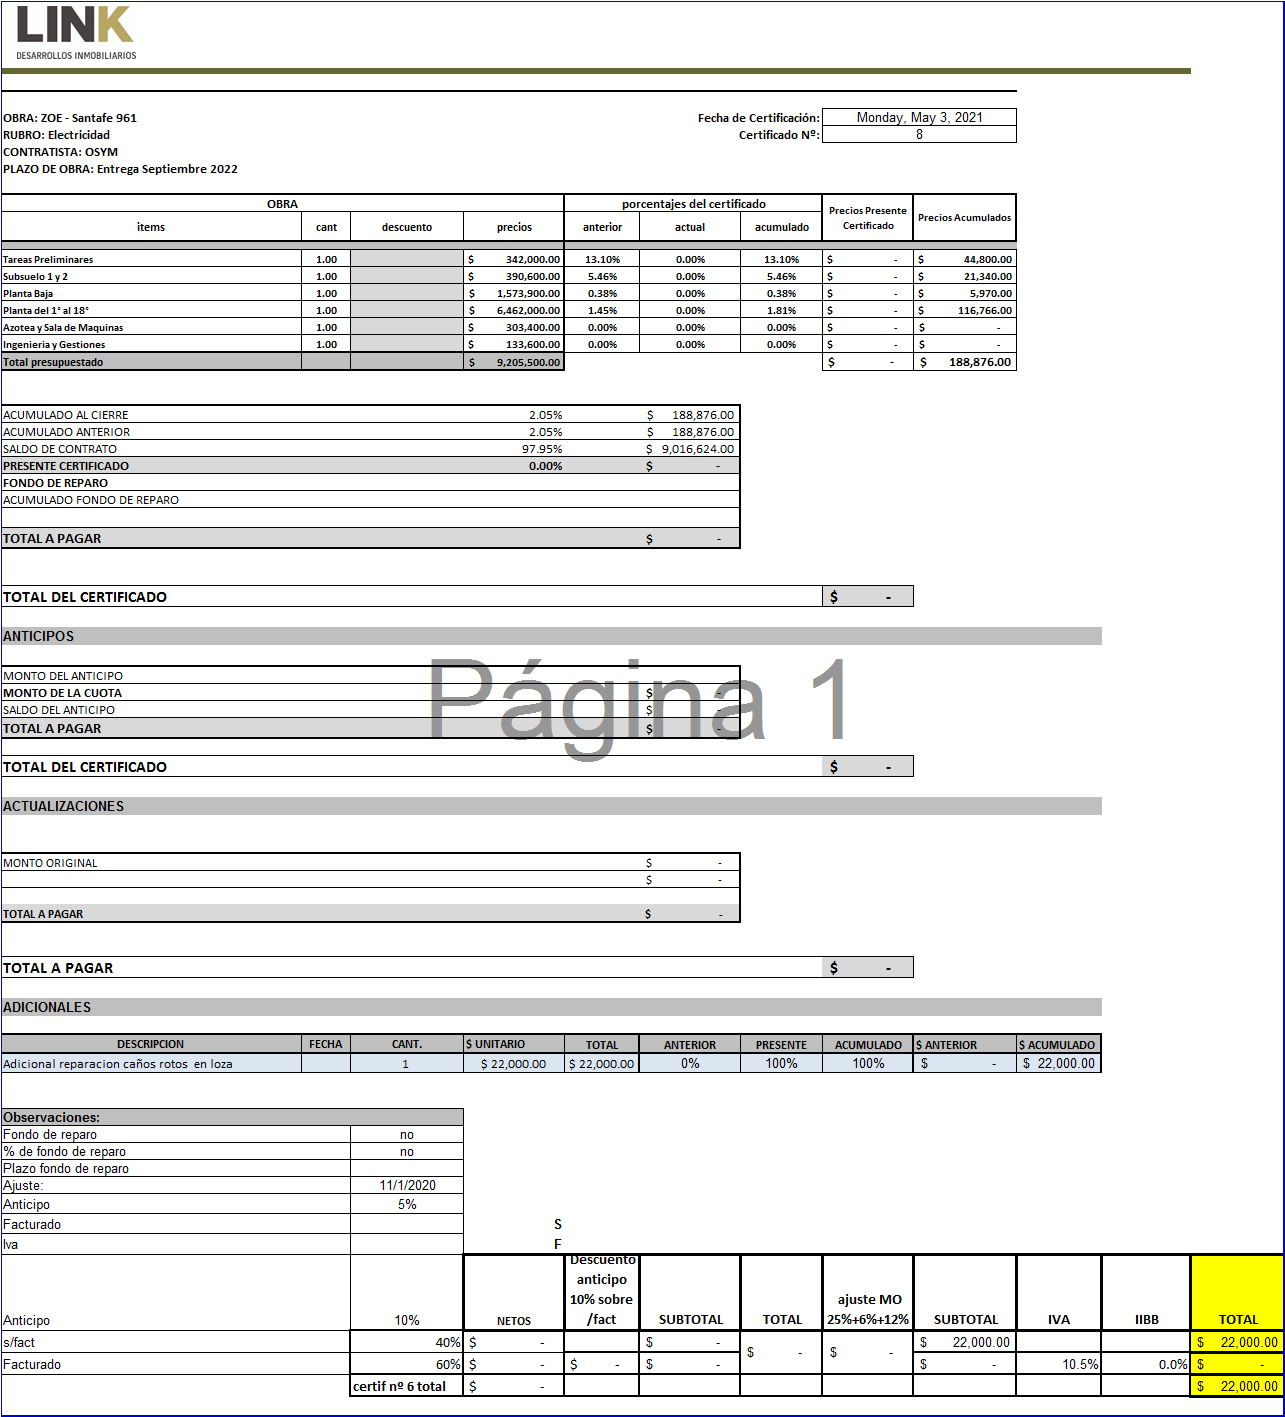 LINK
DESARROLLOS INMOBILIARIOS
OBRA: ZOE - Santafe 961
Fecha de Certificación: Monday, May 3, 2021
RUBRO: Electricidad
Certificado Nº: 8
CONTRATISTA: OSYM
PLAZO DE OBRA: Entrega Septiembre 2022
OBRA porcentajes del certificado Precios Presente Certificado Precios Acumulados
items cant descuento precios anterior actual acumulado
Tareas Preliminares 1.00 $ 342,000.00 13.10% 0.00% 13.10% $ - $ 44,800.00
Subsuelo 1 y 2 1.00 $ 390,600.00 5.46% 0.00% 5.46% $ - $ 21,340.00
Planta Baja 1.00 $ 1,573,900.00 0.38% 0.00% 0.38% $ - $ 5,970.00
Planta del 1° al 18° 1.00 $ 6,462,000.00 1.45% 0.00% 1.81% $ - $ 116,766.00
Azotea y Sala de Maquinas 1.00 $ 303,400.00 0.00% 0.00% 0.00% $ - $ -
Ingenieria y Gestiones 1.00 $ 133,600.00 0.00% 0.00% 0.00% $ - $ -
Total presupuestado $ 9,205,500.00 $ - $ 188,876.00
ACUMULADO AL CIERRE 2.05% $ 188,876.00
ACUMULADO ANTERIOR 2.05% $ 188,876.00
SALDO DE CONTRATO 97.95% $ 9,016,624.00
PRESENTE CERTIFICADO 0.00% $ -
FONDO DE REPARO
ACUMULADO FONDO DE REPARO
TOTAL A PAGAR $ -
TOTAL DEL CERTIFICADO $ -
ANTICIPOS
Página 1
MONTO DEL ANTICIPO
MONTO DE LA CUOTA $ -
SALDO DEL ANTICIPO $ -
TOTAL A PAGAR $ -
TOTAL DEL CERTIFICADO $ -
ACTUALIZACIONES
MONTO ORIGINAL $ -
$ -
TOTAL A PAGAR $ -
TOTAL A PAGAR $ -
ADICIONALES
DESCRIPCION FECHA CANT. $ UNITARIO TOTAL ANTERIOR PRESENTE ACUMULADO $ ANTERIOR $ ACUMULADO
Adicional reparacion caños rotos en loza 1 $ 22,000.00 $ 22,000.00 0% 100% 100% $ - $ 22,000.00
Observaciones:
Fondo de reparo no
% de fondo de reparo no
Plazo fondo de reparo
Ajuste: 11/1/2020
Anticipo 5%
Facturado S
Iva F
Anticipo 10% NETOS Descuento anticipo 10% sobre /fact SUBTOTAL TOTAL ajuste MO 25%+6%+12% SUBTOTAL IVA IIBB TOTAL
s/fact 40% $ - $ - $ - $ - $ 22,000.00 $ 22,000.00
Facturado 60% $ - $ - $ - $ - 10.5% 0.0% $ -
certif nº 6 total $ - $ 22,000.00